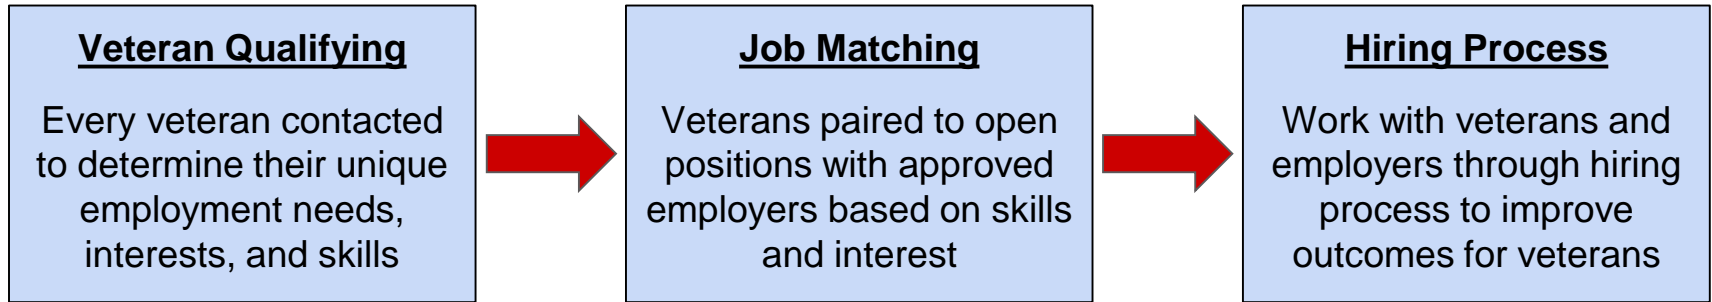 Veteran Qualifying
Every veteran contacted
to determine their unique
employment needs,
interests, and skills
Job Matching
Veterans paired to open
positions with approved
employers based on skills
and interest
Hiring Process
Work with veterans and
employers through hiring
process to improve
outcomes for veterans